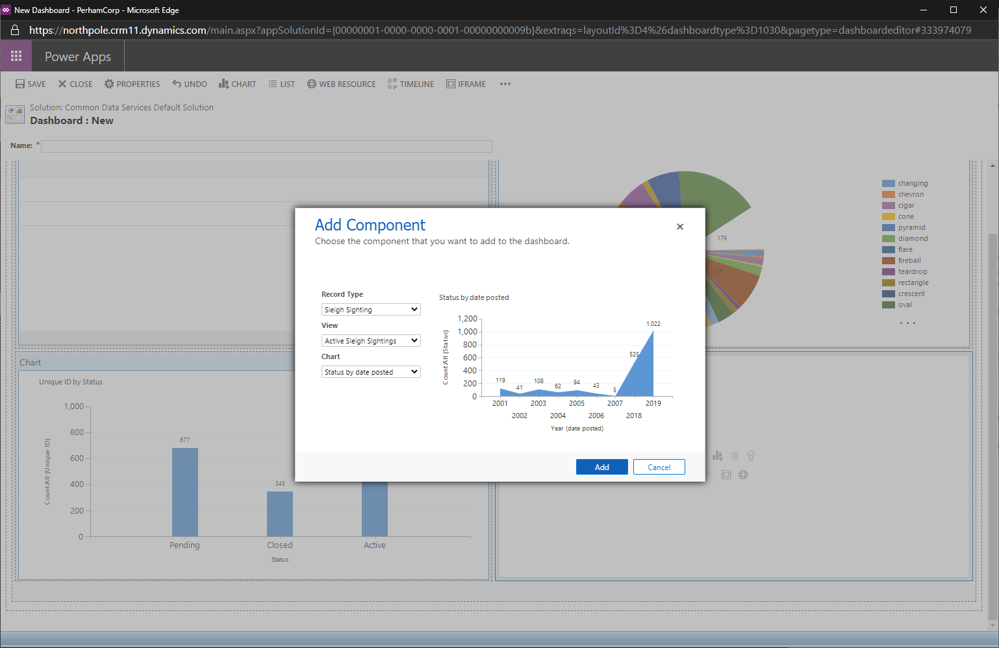 New Dashboard - PerhamCorp - Microsoft Edge
https://northpole.crm11.dynamics.com/main.aspx?appSolutionId={00000001-0000-0000-0001-00000000009b}&extraqs=layoutId%3D4%26dashboardtype%3D1030&pagetype=dashboardeditor#333974079
Power Apps
SAVE CLOSE PROPERTIES UNDO CHART LIST WEB RESOURCE TIMELINE IFRAME •••
Solution: Common Data Services Default Solution
Dashboard : New
Name: *
179
148
changing
chevron
cigar
cone
pyramid
diamond
flare
fireball
teardrop
rectangle
crescent
oval
• • •
Add Component
Choose the component that you want to add to the dashboard.
Record Type
Sleigh Sighting
View
Active Sleigh Sightings
Chart
Status by date posted
Status by date posted
CountAll (Status)
1,200
1,000
800
600
400
200
0
119
41
108
62
94
43
5
525
1,022
2001 2003 2005 2007 2019
2002 2004 2006 2018
Year (date posted)
Add Cancel
Chart
Unique ID by Status
CountAll (Unique ID)
1,000
800
600
400
200
0
677
345
Pending Closed Active
Status